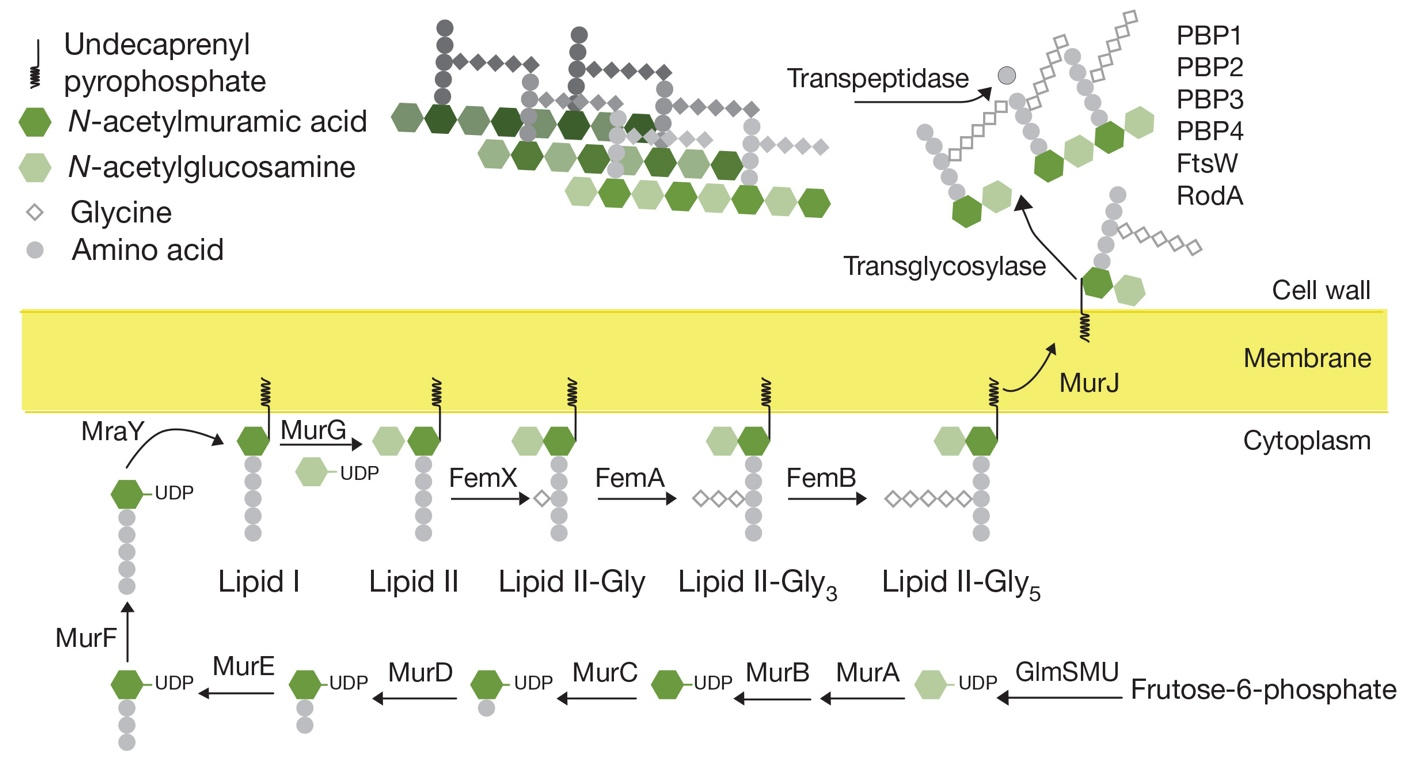 Undecaprenyl
pyrophosphate
N-acetylmuramic acid
N-acetylglucosamine
Glycine
Amino acid
Transpeptidase
PBP1
PBP2
PBP3
PBP4
FtsW
RodA
Transglycosylase
Cell wall
Membrane
MurJ
Cytoplasm
MraY
MurG
UDP
UDP
FemX
FemA
FemB
Lipid I
Lipid II
Lipid II-Gly
Lipid II-Gly3
Lipid II-Gly5
MurF
UDP
MurE
UDP
MurD
UDP
MurC
UDP
MurB
MurA
UDP
GlmSMU
Frutose-6-phosphate